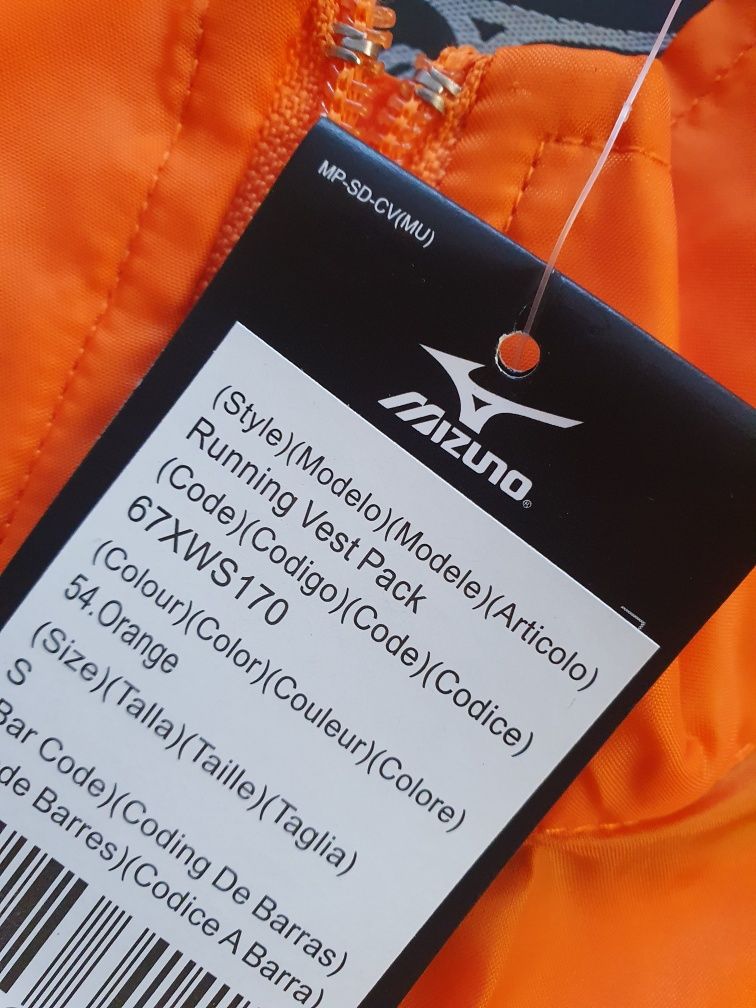 MP-SD-CV(MU)
MIZUNO
(Style)(Modelo)(Modele)(Articolo)
Running Vest Pack
(Code)(Codigo)(Code)(Codice)
67XWS170
(Colour)(Color)(Couleur)(Colore)
54.Orange
(Size)(Talla)(Taille)(Taglia)
S
Bar Code)(Coding De Barras)
de Barres)(Codice A Barra)